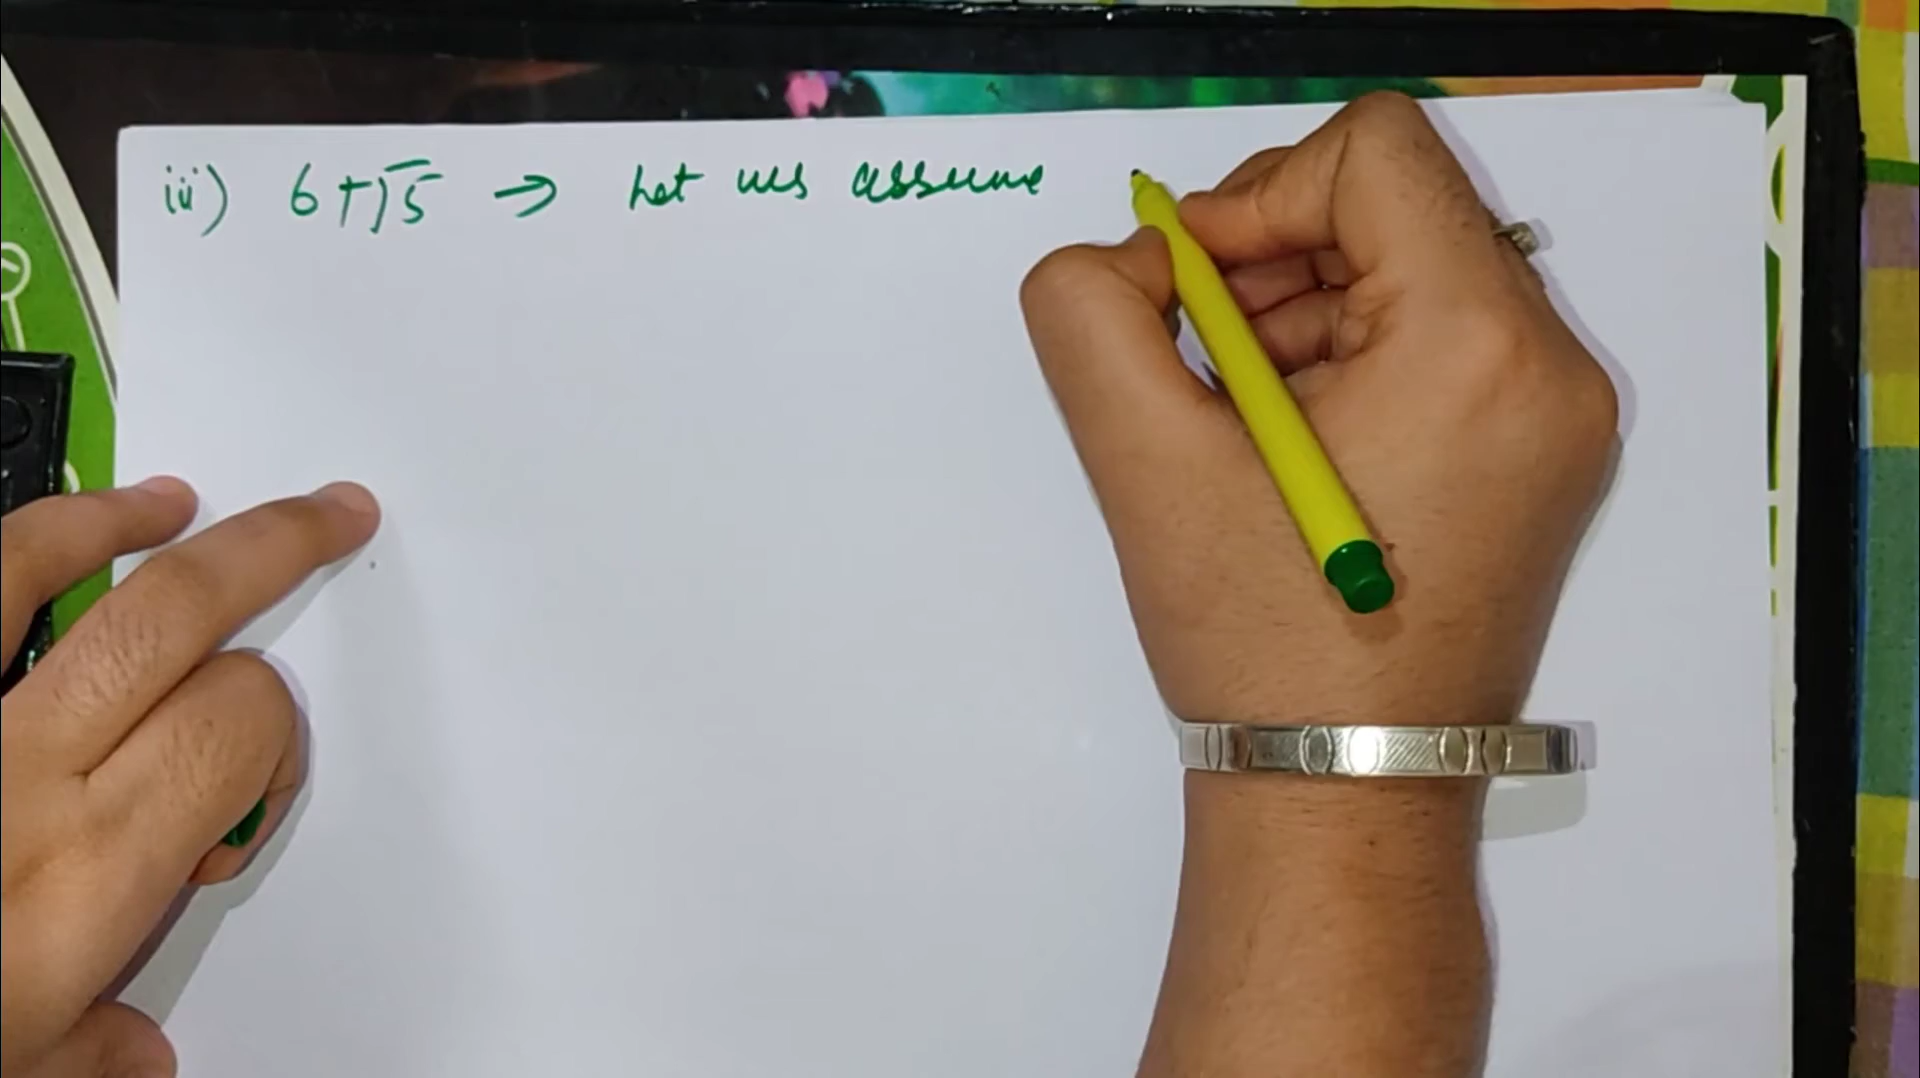 iii) 6+√5 → Let us assume